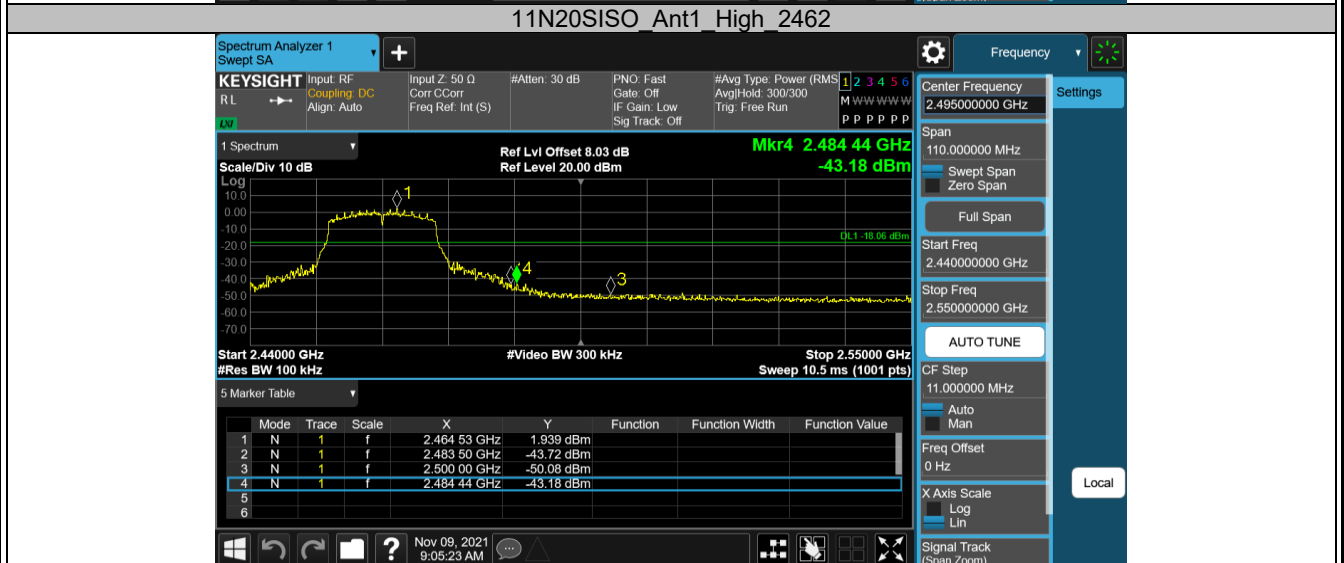 11N20SISO_Ant1_High_2462
Spectrum Analyzer 1
Swept SA
Frequency
KEYSIGHT
R L
LXI
Input: RF
Coupling: DC
Align: Auto
Input Z: 50 Ω
Corr CCorr
Freq Ref: Int (S)
#Atten: 30 dB
PNO: Fast
Gate: Off
IF Gain: Low
Sig Track: Off
#Avg Type: Power (RMS
Avg|Hold: 300/300
Trig: Free Run
1 2 3 4 5 6
M W W W W W
P P P P P P
1 Spectrum
Scale/Div 10 dB
Ref Lvl Offset 8.03 dB
Ref Level 20.00 dBm
Mkr4 2.484 44 GHz
-43.18 dBm
Log
10.0
0.00
-10.0
-20.0
-30.0
-40.0
-50.0
-60.0
-70.0
1
4
3
DL1 -18.06 dBm
Start 2.44000 GHz
#Video BW 300 kHz
Stop 2.55000 GHz
#Res BW 100 kHz
Sweep 10.5 ms (1001 pts)
5 Marker Table
Mode Trace Scale X Y Function Function Width Function Value
1 N 1 f 2.464 53 GHz 1.939 dBm
2 N 1 f 2.483 50 GHz -43.72 dBm
3 N 1 f 2.500 00 GHz -50.08 dBm
4 N 1 f 2.484 44 GHz -43.18 dBm
5
6
?
Nov 09, 2021
9:05:23 AM
Center Frequency
2.495000000 GHz
Settings
Span
110.000000 MHz
Swept Span
Zero Span
Full Span
Start Freq
2.440000000 GHz
Stop Freq
2.550000000 GHz
AUTO TUNE
CF Step
11.000000 MHz
Auto
Man
Freq Offset
0 Hz
X Axis Scale
Log
Lin
Local
Signal Track
(Span Zoom)